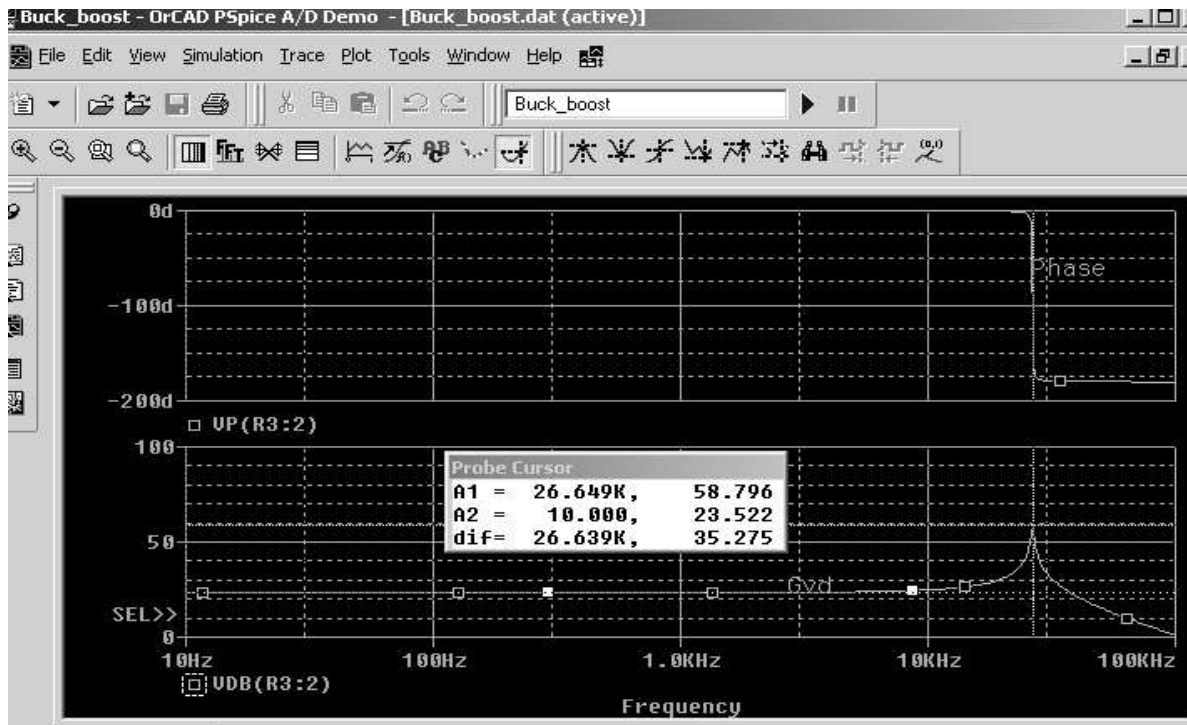 Buck_boost - OrCAD PSpice A/D Demo - [Buck_boost.dat (active)]
File Edit View Simulation Trace Plot Tools Window Help
Buck_boost
0d
Phase
-100d
-200d
VP(R3:2)
100
Probe Cursor
A1 = 26.649K, 58.796
A2 = 10.000, 23.522
dif= 26.639K, 35.275
50
Gvd
SEL>>
0
10Hz 100Hz 1.0KHz 10KHz 100KHz
VDB(R3:2)
Frequency